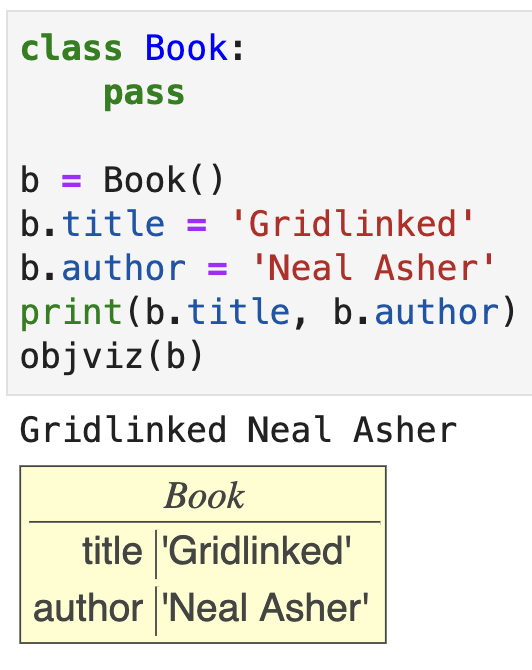 class Book:
    pass

b = Book()
b.title = 'Gridlinked'
b.author = 'Neal Asher'
print(b.title, b.author)
objviz(b)
Gridlinked Neal Asher
Book
title 'Gridlinked'
author 'Neal Asher'